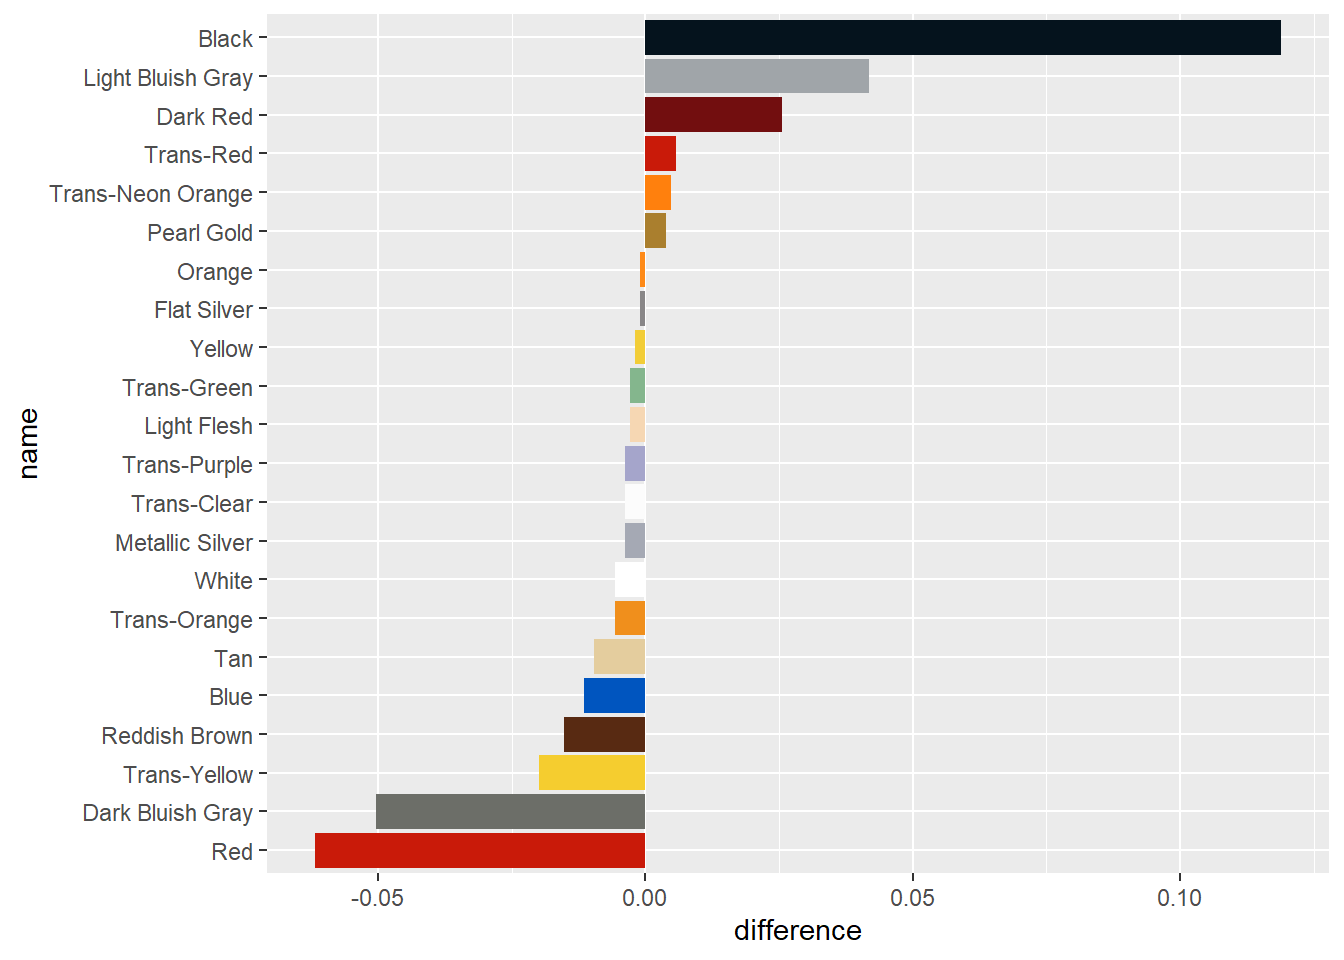 Black
Light Bluish Gray
Dark Red
Trans-Red
Trans-Neon Orange
Pearl Gold
Orange
Flat Silver
Yellow
Trans-Green
Light Flesh
Trans-Purple
Trans-Clear
Metallic Silver
White
Trans-Orange
Tan
Blue
Reddish Brown
Trans-Yellow
Dark Bluish Gray
Red
name
-0.05 0.00 0.05 0.10
difference